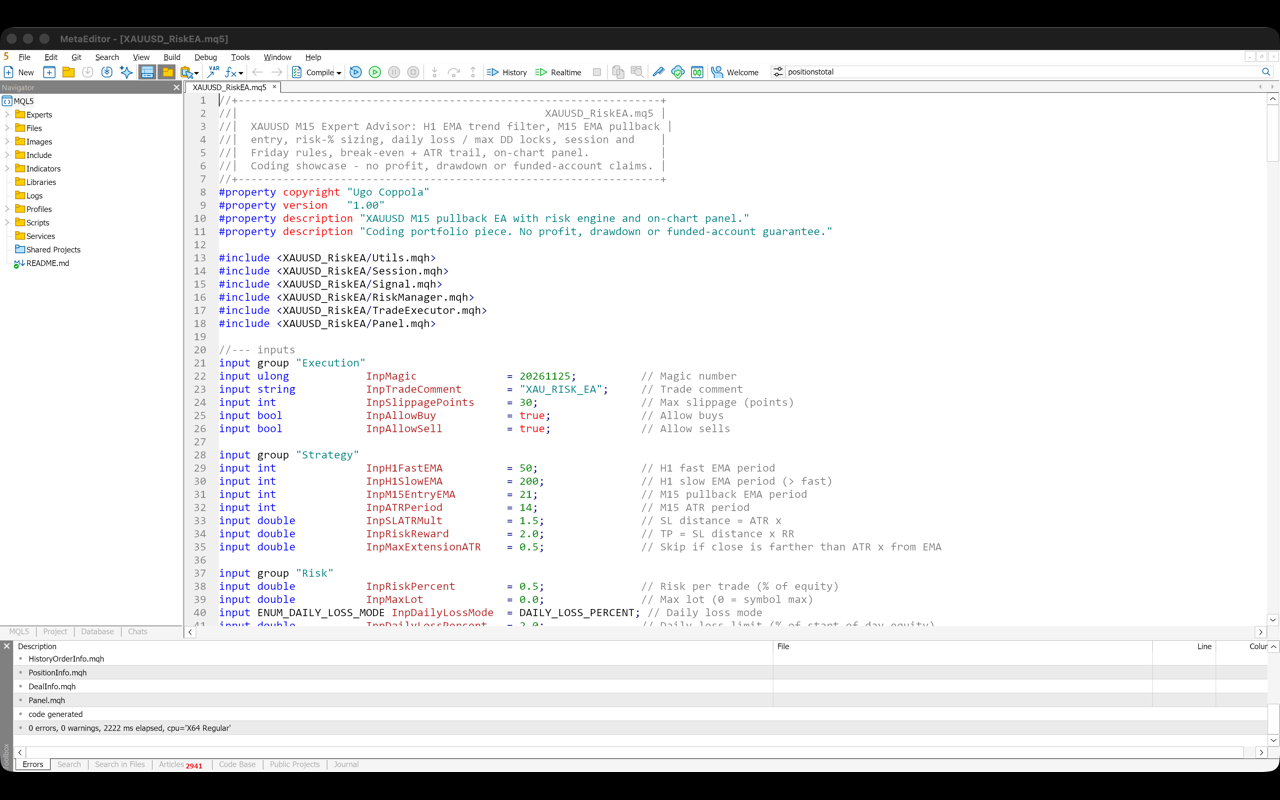 MetaEditor - [XAUUSD_RiskEA.mq5]
5 File Edit Git Search View Build Debug Tools Window Help
New Compile History Realtime Welcome positionstotal
Navigator
MQL5
Experts
Files
Images
Include
Indicators
Libraries
Logs
Profiles
Scripts
Services
Shared Projects
README.md
MQL5 | Project | Database | Chats
XAUUSD_RiskEA.mq5 ×
1 //+------------------------------------------------------------------+
2 //| XAUUSD_RiskEA.mq5 |
3 //| XAUUSD M15 Expert Advisor: H1 EMA trend filter, M15 EMA pullback |
4 //| entry, risk-% sizing, daily loss / max DD locks, session and |
5 //| Friday rules, break-even + ATR trail, on-chart panel. |
6 //| Coding showcase - no profit, drawdown or funded-account claims. |
7 //+------------------------------------------------------------------+
8 #property copyright "Ugo Coppola"
9 #property version "1.00"
10 #property description "XAUUSD M15 pullback EA with risk engine and on-chart panel."
11 #property description "Coding portfolio piece. No profit, drawdown or funded-account guarantee."
12
13 #include <XAUUSD_RiskEA/Utils.mqh>
14 #include <XAUUSD_RiskEA/Session.mqh>
15 #include <XAUUSD_RiskEA/Signal.mqh>
16 #include <XAUUSD_RiskEA/RiskManager.mqh>
17 #include <XAUUSD_RiskEA/TradeExecutor.mqh>
18 #include <XAUUSD_RiskEA/Panel.mqh>
19
20 //--- inputs
21 input group "Execution"
22 input ulong InpMagic = 20261125; // Magic number
23 input string InpTradeComment = "XAU_RISK_EA"; // Trade comment
24 input int InpSlippagePoints = 30; // Max slippage (points)
25 input bool InpAllowBuy = true; // Allow buys
26 input bool InpAllowSell = true; // Allow sells
27
28 input group "Strategy"
29 input int InpH1FastEMA = 50; // H1 fast EMA period
30 input int InpH1SlowEMA = 200; // H1 slow EMA period (> fast)
31 input int InpM15EntryEMA = 21; // M15 pullback EMA period
32 input int InpATRPeriod = 14; // M15 ATR period
33 input double InpSLATRMult = 1.5; // SL distance = ATR x
34 input double InpRiskReward = 2.0; // TP = SL distance x RR
35 input double InpMaxExtensionATR = 0.5; // Skip if close is farther than ATR x from EMA
36
37 input group "Risk"
38 input double InpRiskPercent = 0.5; // Risk per trade (% of equity)
39 input double InpMaxLot = 0.0; // Max lot (0 = symbol max)
40 input ENUM_DAILY_LOSS_MODE InpDailyLossMode = DAILY_LOSS_PERCENT; // Daily loss mode
41 input double InpDailyLossPercent = 2.0; // Daily loss limit (% of start-of-day equity)
Description File Line Colur
HistoryOrderInfo.mqh
PositionInfo.mqh
DealInfo.mqh
Panel.mqh
code generated
0 errors, 0 warnings, 2222 ms elapsed, cpu='X64 Regular'
Errors | Search | Search in Files | Articles 2941 | Code Base | Public Projects | Journal